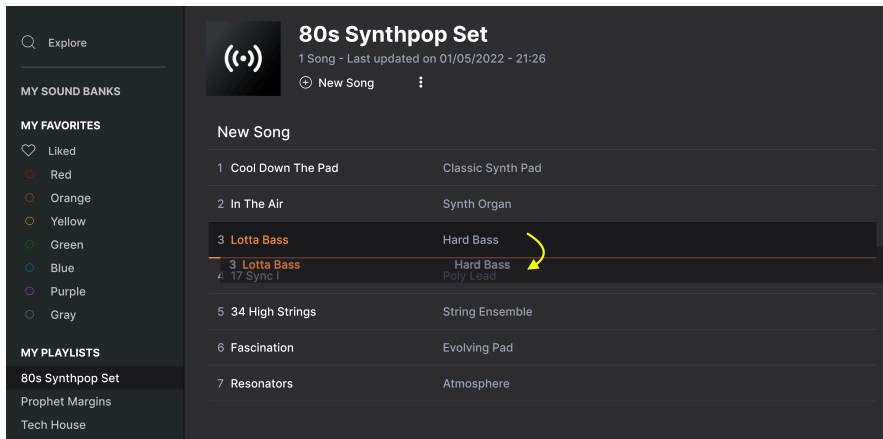 Explore
MY SOUND BANKS
MY FAVORITES
Liked
Red
Orange
Yellow
Green
Blue
Purple
Gray
MY PLAYLISTS
80s Synthpop Set
Prophet Margins
Tech House
80s Synthpop Set
1 Song - Last updated on 01/05/2022 - 21:26
New Song
New Song
1 Cool Down The Pad Classic Synth Pad
2 In The Air Synth Organ
3 Lotta Bass Hard Bass
3 Lotta Bass Hard Bass
4 17 Sync I Poly Lead
5 34 High Strings String Ensemble
6 Fascination Evolving Pad
7 Resonators Atmosphere